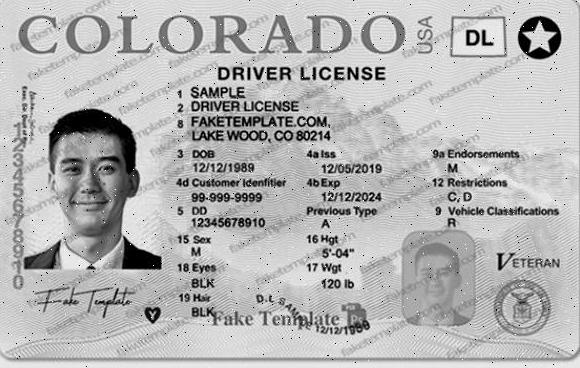 COLORADO USA DL
DRIVER LICENSE
1 SAMPLE
2 DRIVER LICENSE
8 FAKETEMPLATE.COM,
LAKE WOOD, CO 80214
3 DOB 4a Iss 9a Endorsements
12/12/1989 12/05/2019 M
4d Customer Idenfitier 4b Exp 12 Restrictions
99-999-9999 12/12/2024 C, D
5 DD Previous Type 9 Vehicle Classifications
12345678910 A R
15 Sex 16 Hgt
M 5'-04"
18 Eyes 17 Wgt VETERAN
BLK 120 lb
19 Hair D.L SAMPLE 12/12/1989
BLK
Fake Template
Fake Template Ps
faketemplate.com